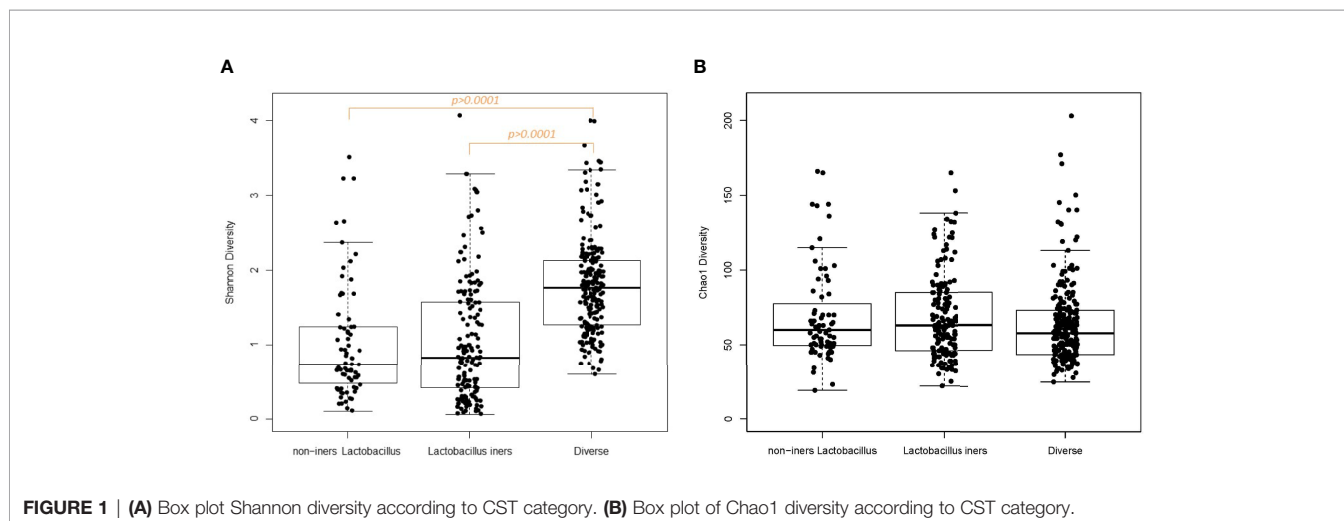 A
B
p>0.0001
p>0.0001
Shannon Diversity
4
3
2
1
0
non-iners Lactobacillus
Lactobacillus iners
Diverse
Chao1 Diversity
200
150
100
50
0
non-iners Lactobacillus
Lactobacillus iners
Diverse
FIGURE 1 | (A) Box plot Shannon diversity according to CST category. (B) Box plot of Chao1 diversity according to CST category.